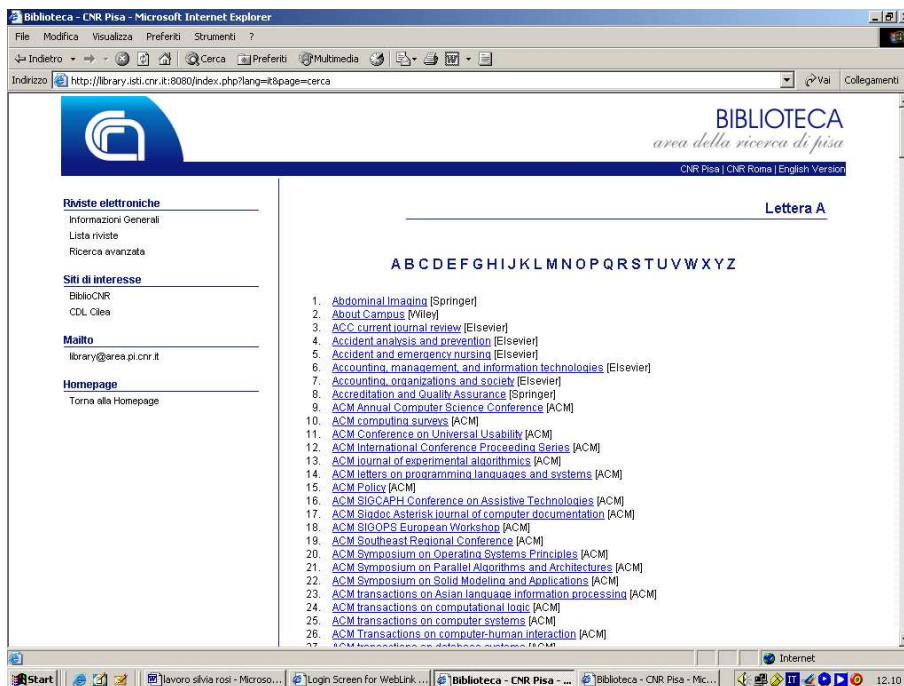 Biblioteca - CNR Pisa - Microsoft Internet Explorer
File Modifica Visualizza Preferiti Strumenti ?
Indietro Cerca Preferiti Multimedia
Indirizzo http://library.isti.cnr.it:8080/index.php?lang=it&page=cerca Vai Collegamenti
BIBLIOTECA
area della ricerca di pisa
CNR Pisa | CNR Roma | English Version
Riviste elettroniche
Informazioni Generali
Lista riviste
Ricerca avanzata
Siti di interesse
BiblioCNR
CDL Cilea
Mailto
library@area.pi.cnr.it
Homepage
Torna alla Homepage
Lettera A
A B C D E F G H I J K L M N O P Q R S T U V W X Y Z
1. Abdominal Imaging [Springer]
2. About Campus [Wiley]
3. ACC current journal review [Elsevier]
4. Accident analysis and prevention [Elsevier]
5. Accident and emergency nursing [Elsevier]
6. Accounting, management, and information technologies [Elsevier]
7. Accounting, organizations and society [Elsevier]
8. Accreditation and Quality Assurance [Springer]
9. ACM Annual Computer Science Conference [ACM]
10. ACM computing surveys [ACM]
11. ACM Conference on Universal Usability [ACM]
12. ACM International Conference Proceeding Series [ACM]
13. ACM journal of experimental algorithmics [ACM]
14. ACM letters on programming languages and systems [ACM]
15. ACM Policy [ACM]
16. ACM SIGCAPH Conference on Assistive Technologies [ACM]
17. ACM Sigdoc Asterisk journal of computer documentation [ACM]
18. ACM SIGOPS European Workshop [ACM]
19. ACM Southeast Regional Conference [ACM]
20. ACM Symposium on Operating Systems Principles [ACM]
21. ACM Symposium on Parallel Algorithms and Architectures [ACM]
22. ACM Symposium on Solid Modeling and Applications [ACM]
23. ACM transactions on Asian language information processing [ACM]
24. ACM transactions on computational logic [ACM]
25. ACM transactions on computer systems [ACM]
26. ACM Transactions on computer-human interaction [ACM]
27. ACM transactions on database systems [ACM]
Internet
Start lavoro silvia rosi - Microso... Login Screen for WebLink ... Biblioteca - CNR Pisa - ... Biblioteca - CNR Pisa - Mic... 12.10